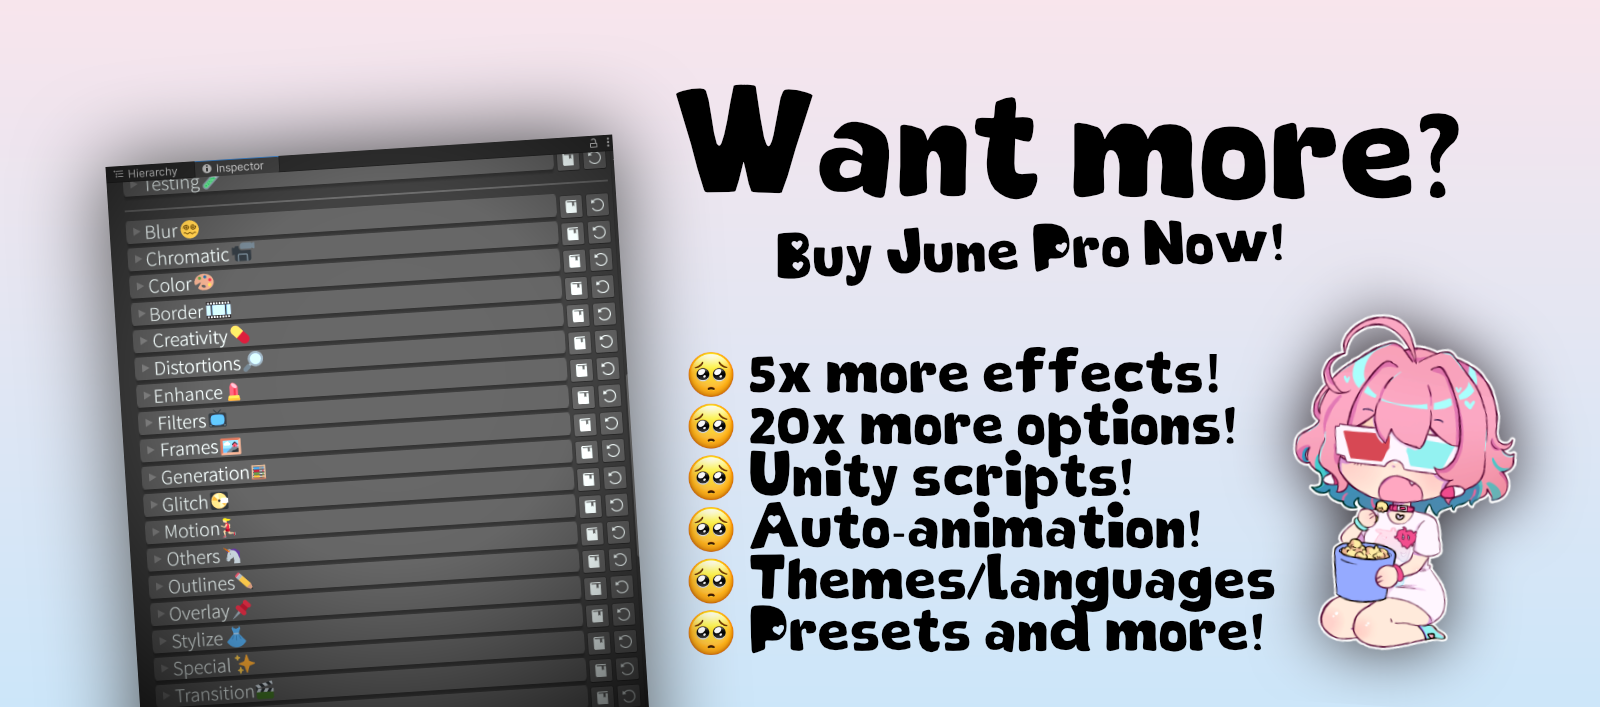 Hierarchy
Inspector
Testing
Blur😵‍💫
Chromatic
Color🎨
Border🎞️
Creativity💊
Distortions🔎
Enhance💄
Filters📺
Frames🖼️
Generation
Glitch
Motion
Others🦄
Outlines✏️
Overlay📌
Stylize👗
Special✨
Transition🎬
Want more?
Buy June Pro Now!
🥺 5x more effects!
🥺 20x more options!
🥺 Unity scripts!
🥺 Auto-animation!
🥺 Themes/languages
🥺 Presets and more!